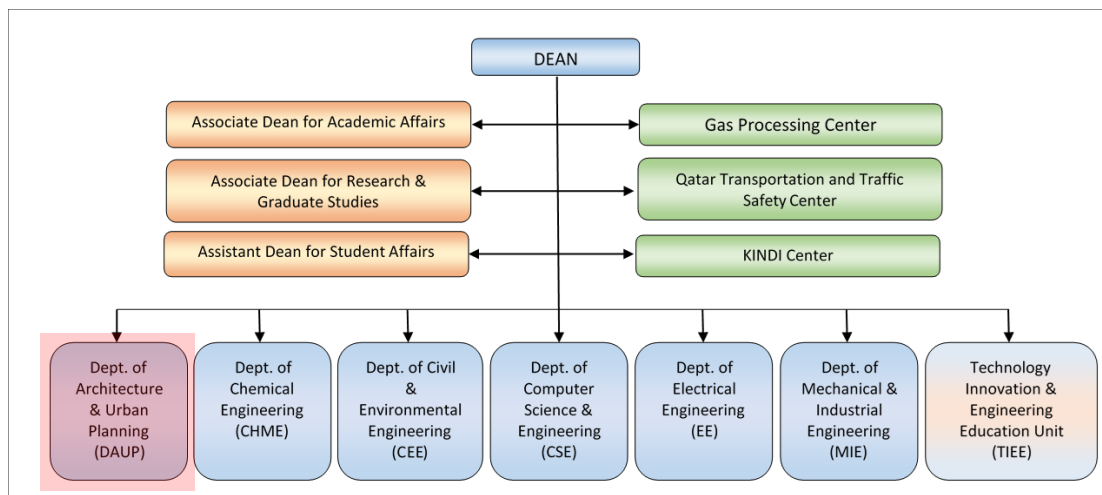 DEAN
Associate Dean for Academic Affairs
Gas Processing Center
Associate Dean for Research &
Graduate Studies
Qatar Transportation and Traffic
Safety Center
Assistant Dean for Student Affairs
KINDI Center
Dept. of
Architecture
& Urban
Planning
(DAUP)
Dept. of
Chemical
Engineering
(CHME)
Dept. of Civil
&
Environmental
Engineering
(CEE)
Dept. of
Computer
Science &
Engineering
(CSE)
Dept. of
Electrical
Engineering
(EE)
Dept. of
Mechanical &
Industrial
Engineering
(MIE)
Technology
Innovation &
Engineering
Education Unit
(TIEE)